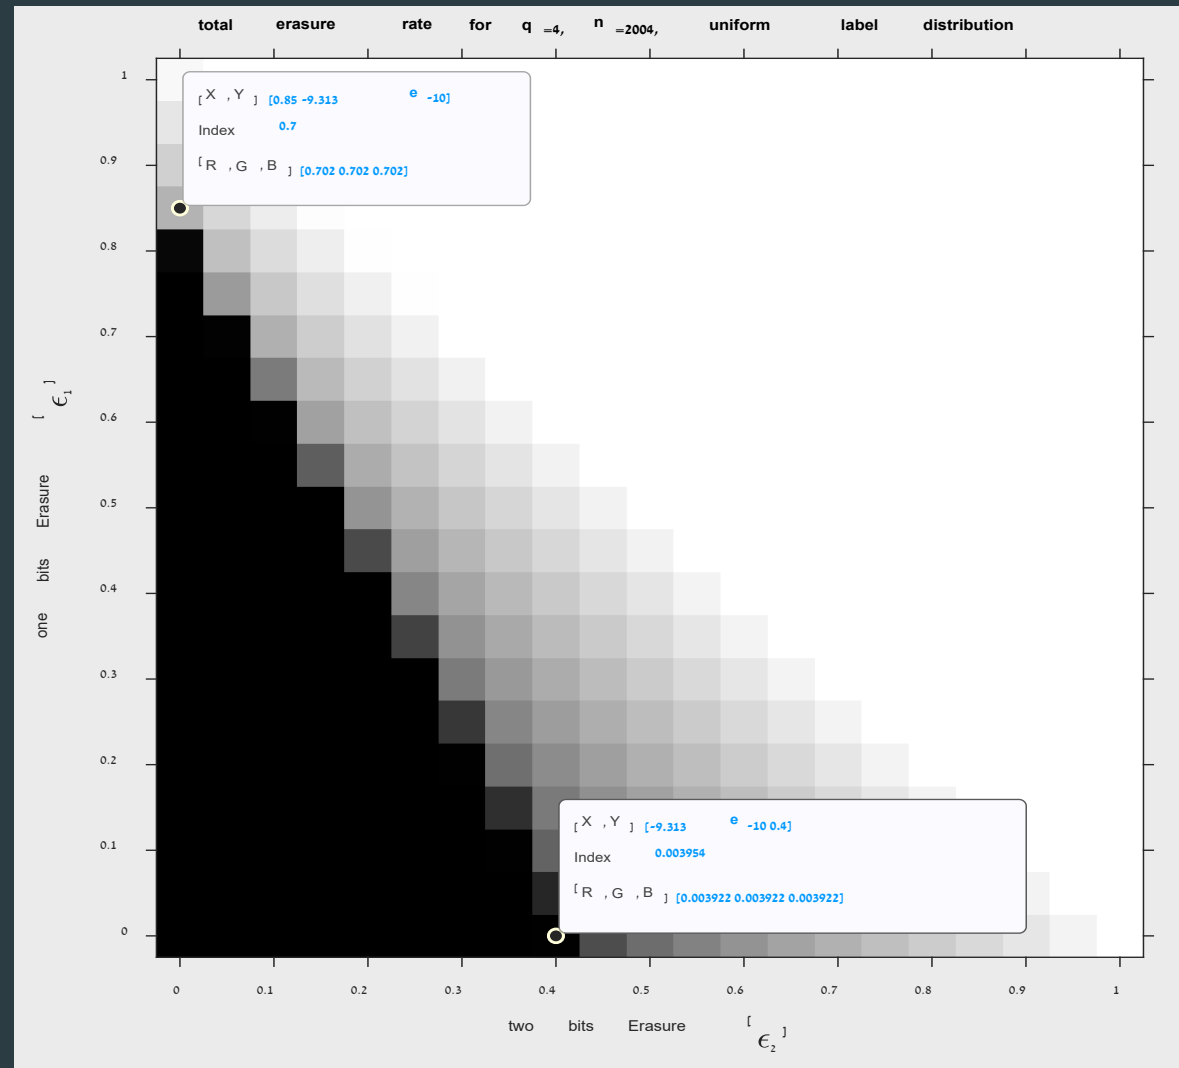 total erasure rate for q =4, n =2004, uniform label distribution
[X ,Y ] [0.85 -9.313 e -10]
Index 0.7
[R ,G ,B ] [0.702 0.702 0.702]
1
0.9
0.8
0.7
0.6
0.5
0.4
0.3
0.2
0.1
0
one bits Erasure [ϵ1]
[X ,Y ] [-9.313 e -10 0.4]
Index 0.003954
[R ,G ,B ] [0.003922 0.003922 0.003922]
0 0.1 0.2 0.3 0.4 0.5 0.6 0.7 0.8 0.9 1
two bits Erasure [ϵ2]